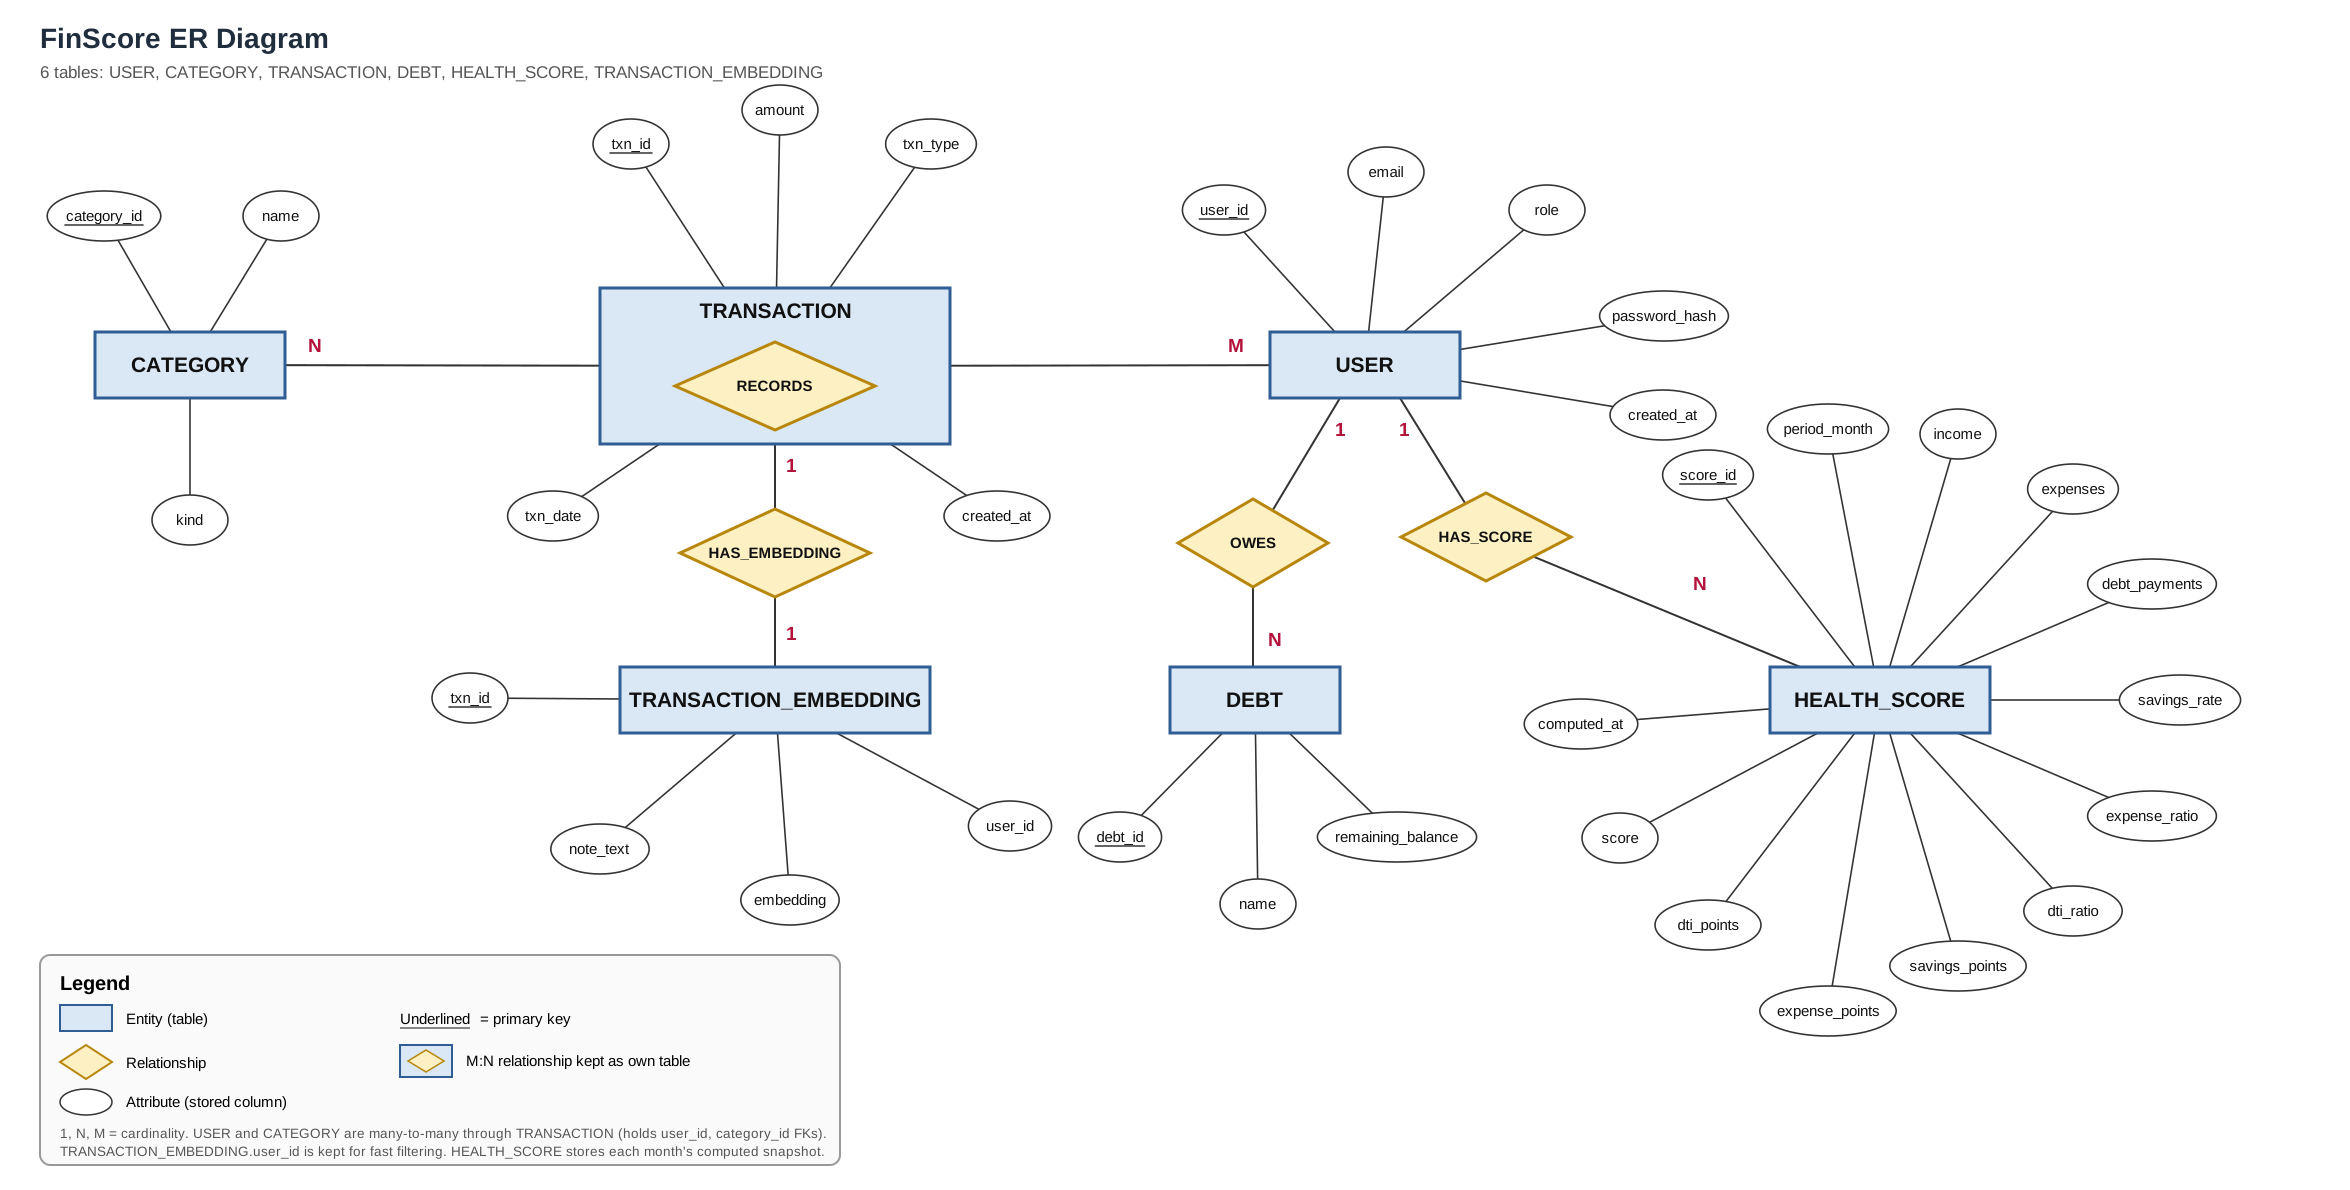 FinScore ER Diagram
6 tables: USER, CATEGORY, TRANSACTION, DEBT, HEALTH_SCORE, TRANSACTION_EMBEDDING
amount
txn_id
txn_type
email
user_id
role
category_id
name
password_hash
TRANSACTION
RECORDS
CATEGORY
N
M
USER
created_at
1
1
period_month
income
score_id
expenses
1
txn_date
created_at
kind
HAS_EMBEDDING
OWES
HAS_SCORE
N
debt_payments
1
N
txn_id
TRANSACTION_EMBEDDING
DEBT
HEALTH_SCORE
savings_rate
computed_at
note_text
user_id
embedding
debt_id
remaining_balance
name
score
expense_ratio
dti_points
dti_ratio
savings_points
expense_points
Legend
Entity (table)
Underlined = primary key
Relationship
M:N relationship kept as own table
Attribute (stored column)
1, N, M = cardinality. USER and CATEGORY are many-to-many through TRANSACTION (holds user_id, category_id FKs).
TRANSACTION_EMBEDDING.user_id is kept for fast filtering. HEALTH_SCORE stores each month's computed snapshot.